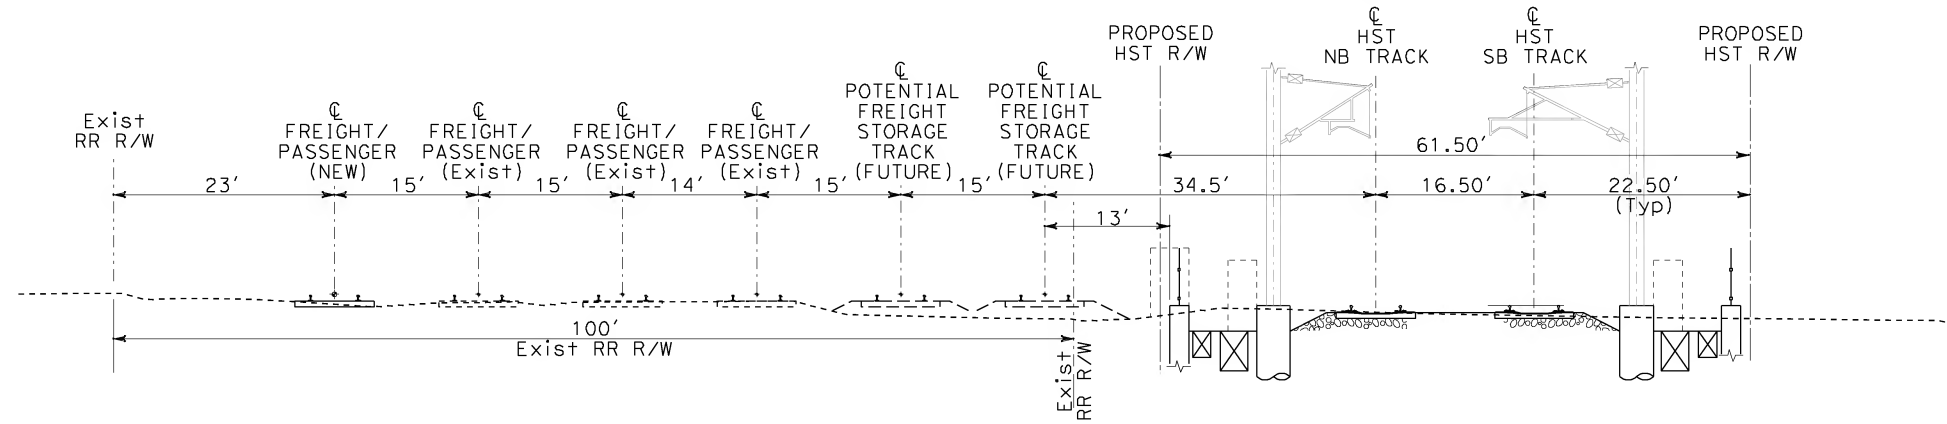 Exist
RR R/W
℄
FREIGHT/
PASSENGER
(NEW)
℄
FREIGHT/
PASSENGER
(Exist)
℄
FREIGHT/
PASSENGER
(Exist)
℄
FREIGHT/
PASSENGER
(Exist)
℄
POTENTIAL
FREIGHT
STORAGE
TRACK
(FUTURE)
℄
POTENTIAL
FREIGHT
STORAGE
TRACK
(FUTURE)
PROPOSED
HST R/W
℄
HST
NB TRACK
℄
HST
SB TRACK
PROPOSED
HST R/W
61.50'
23'
15'
15'
14'
15'
15'
34.5'
16.50'
22.50'
(Typ)
13'
100'
Exist RR R/W
Exist
RR R/W